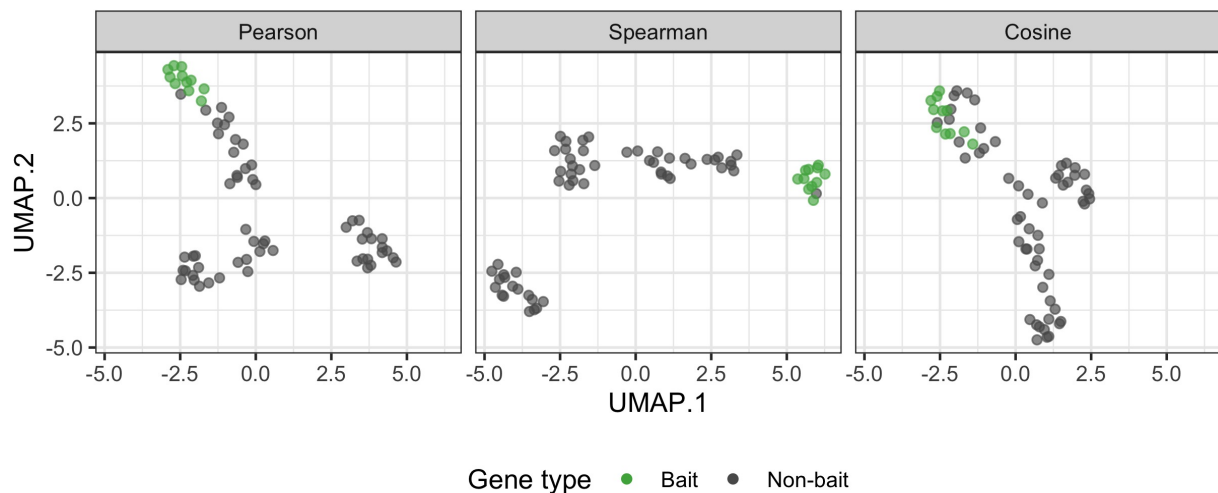 Pearson Spearman Cosine
UMAP.2
2.5
0.0
-2.5
-5.0
-5.0 -2.5 0.0 2.5 5.0 -5.0 -2.5 0.0 2.5 5.0 -5.0 -2.5 0.0 2.5 5.0
UMAP.1
Gene type Bait Non-bait